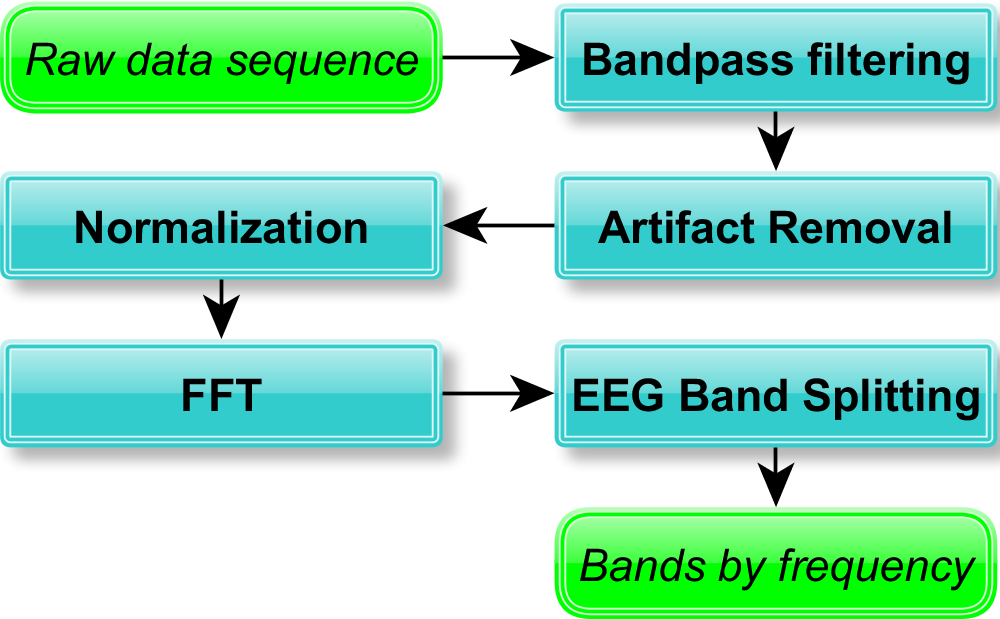 Raw data sequence
Bandpass filtering
Artifact Removal
Normalization
FFT
EEG Band Splitting
Bands by frequency